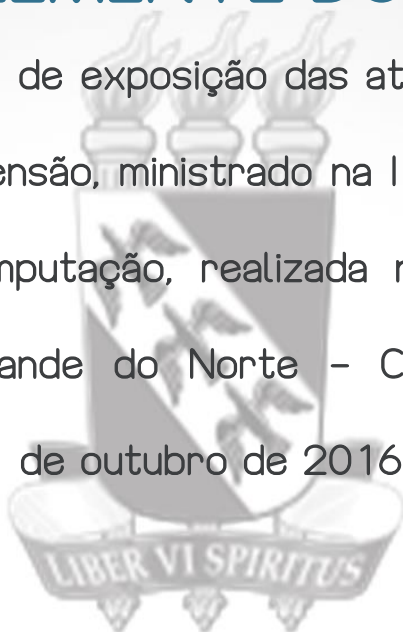 de exposição das at
ensão, ministrado na I
mputação, realizada
ande do Norte - C
de outubro de 2016
LIBER VI SPIRITUS